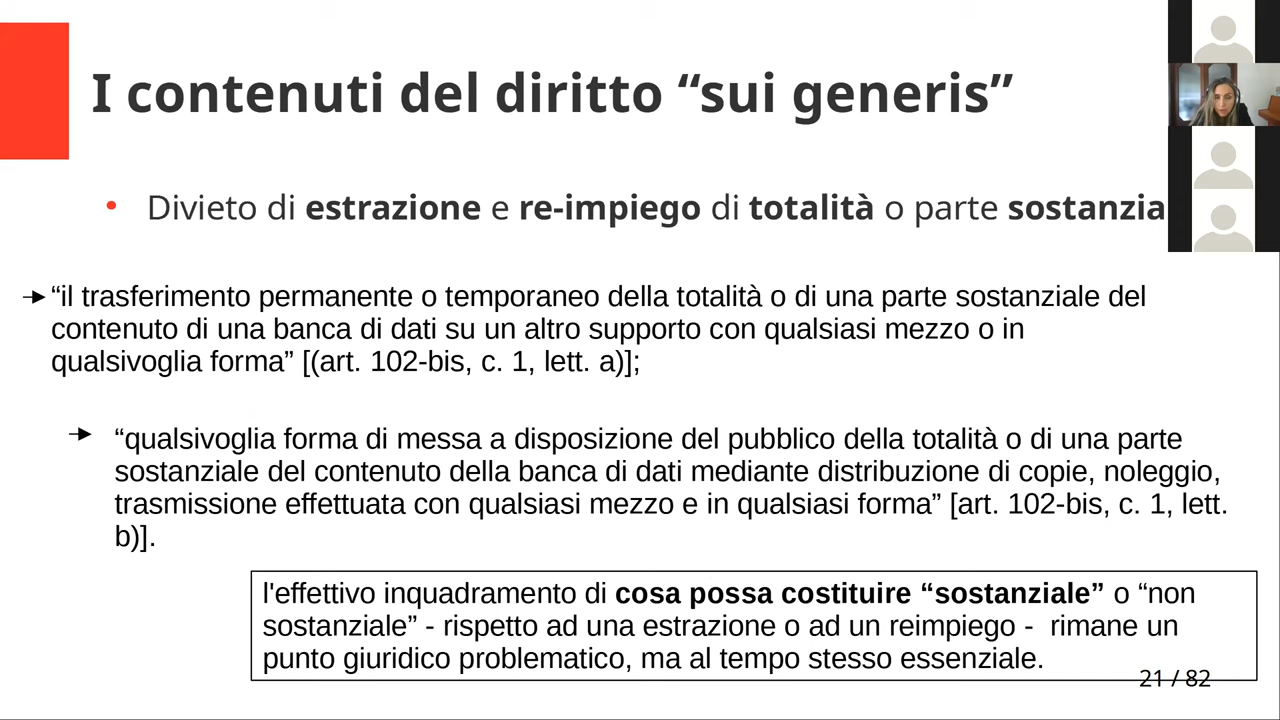 I contenuti del diritto “sui generis”
• Divieto di estrazione e re-impiego di totalità o parte
“il trasferimento permanente o temporaneo della totalità o di una parte sostanziale del
contenuto di una banca di dati su un altro supporto con qualsiasi mezzo o in
qualsivoglia forma” [(art. 102-bis, c. 1, lett. a)];
“qualsivoglia forma di messa a disposizione del pubblico della totalità o di una parte
sostanziale del contenuto della banca di dati mediante distribuzione di copie, noleggio,
trasmissione effettuata con qualsiasi mezzo e in qualsiasi forma” [art. 102-bis, c. 1, lett.
b)].
l'effettivo inquadramento di cosa possa costituire “sostanziale” o “non
sostanziale” - rispetto ad una estrazione o ad un reimpiego - rimane un
punto giuridico problematico, ma al tempo stesso essenziale.
21 / 82